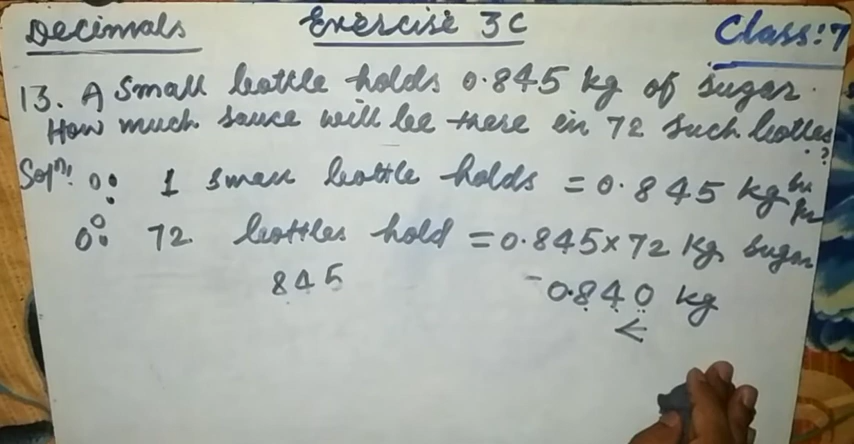 Decimals Exercise 3C Class:7
13. A Small bottle holds 0.845 kg of sugar.
How much sauce will be there in 72 such bottles?
Solⁿ: ∵ 1 small bottle holds = 0.845 kg
∴ 72 bottles hold = 0.845×72 Kg sugar
845 0.840 kg
<